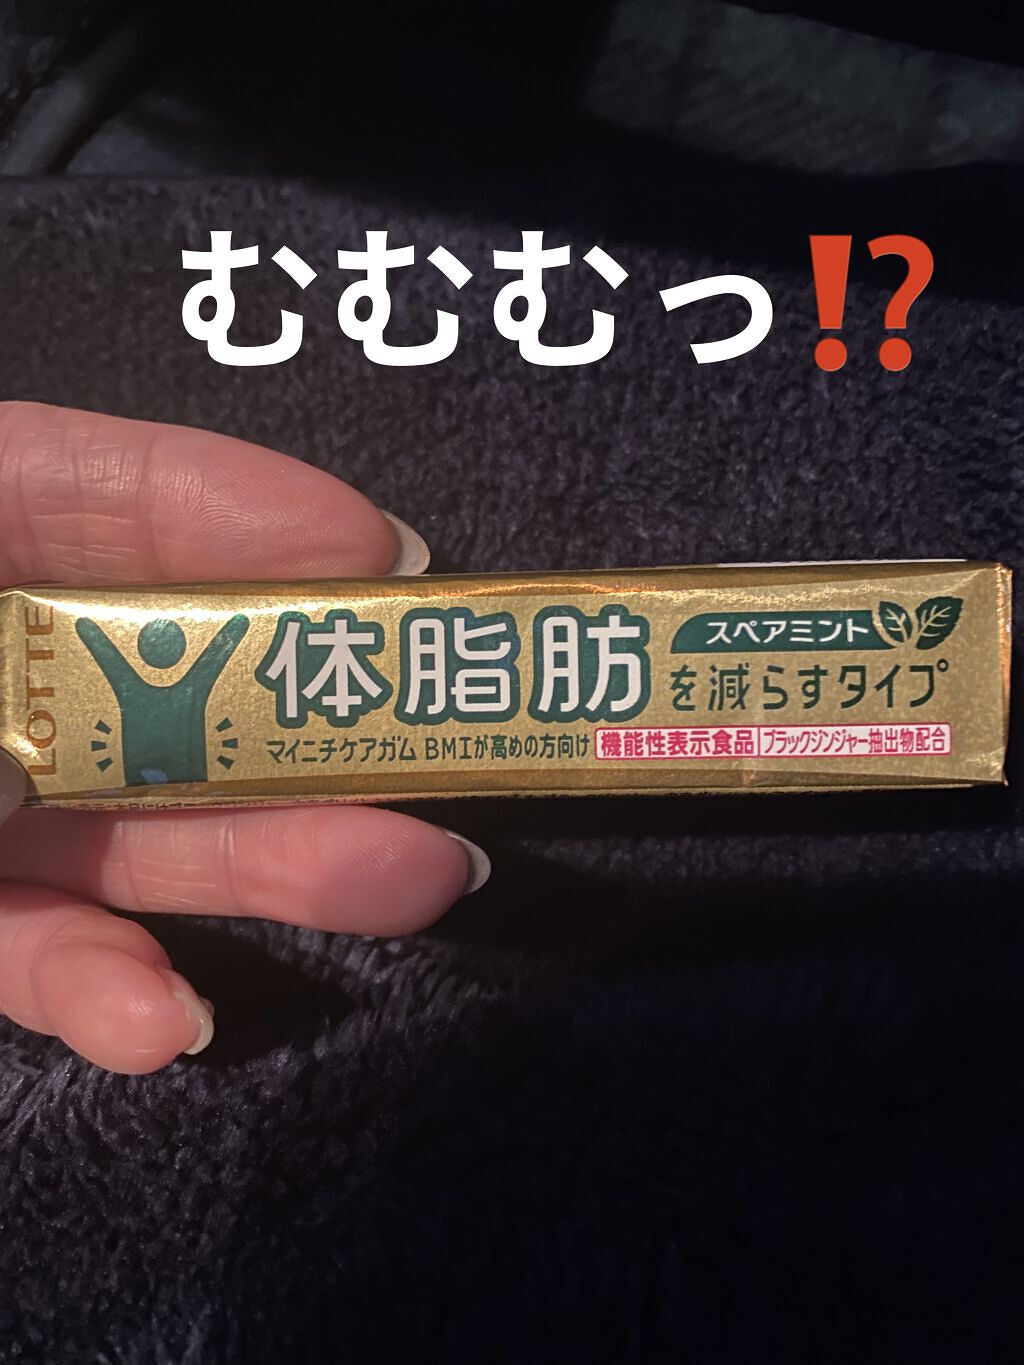 むむむっ⁉️
LOTTE
体脂肪
スペアミント
を減らすタイプ
マイニチケアガム BMIが高めの方向け
機能性表示食品
ブラックジンジャー抽出物配合